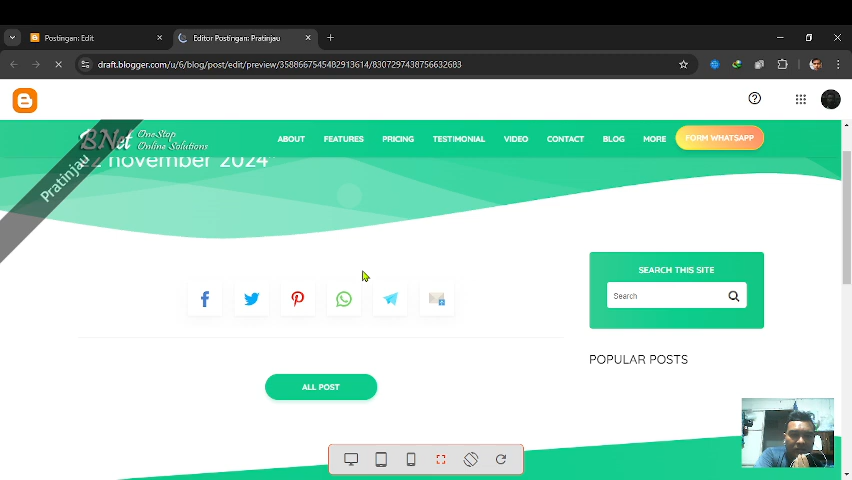 Postingan: Edit
Editor Postingan: Pratinjau
draft.blogger.com/u/6/blog/post/edit/preview/3588667545482913614/8307297438756632683
BNet OneStop Online Solutions
ABOUT FEATURES PRICING TESTIMONIAL VIDEO CONTACT BLOG MORE FORM WHATSAPP
Pratinjau
22 november 2024"
SEARCH THIS SITE
Search
POPULAR POSTS
ALL POST